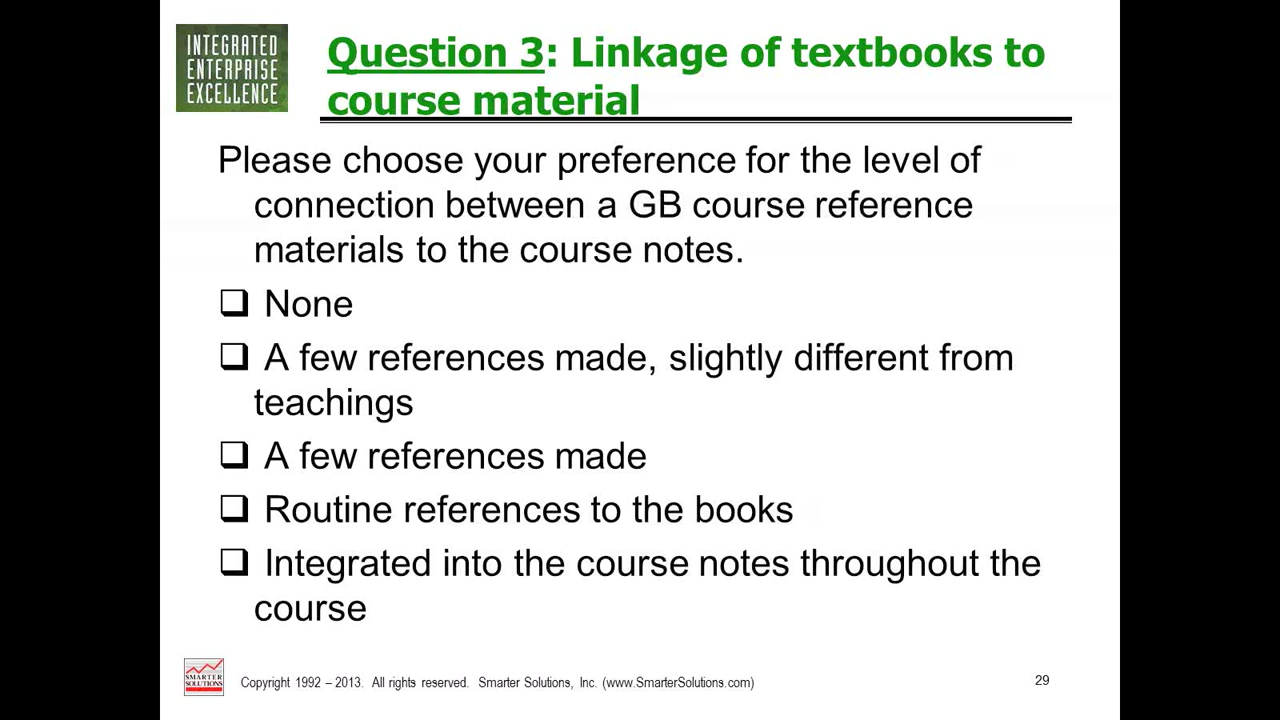 INTEGRATED
ENTERPRISE
EXCELLENCE
Question 3: Linkage of textbooks to
course material
Please choose your preference for the level of
connection between a GB course reference
materials to the course notes.
❑ None
❑ A few references made, slightly different from
teachings
❑ A few references made
❑ Routine references to the books
❑ Integrated into the course notes throughout the
course
SMARTER
SOLUTIONS
Copyright 1992 – 2013. All rights reserved. Smarter Solutions, Inc. (www.SmarterSolutions.com)
29